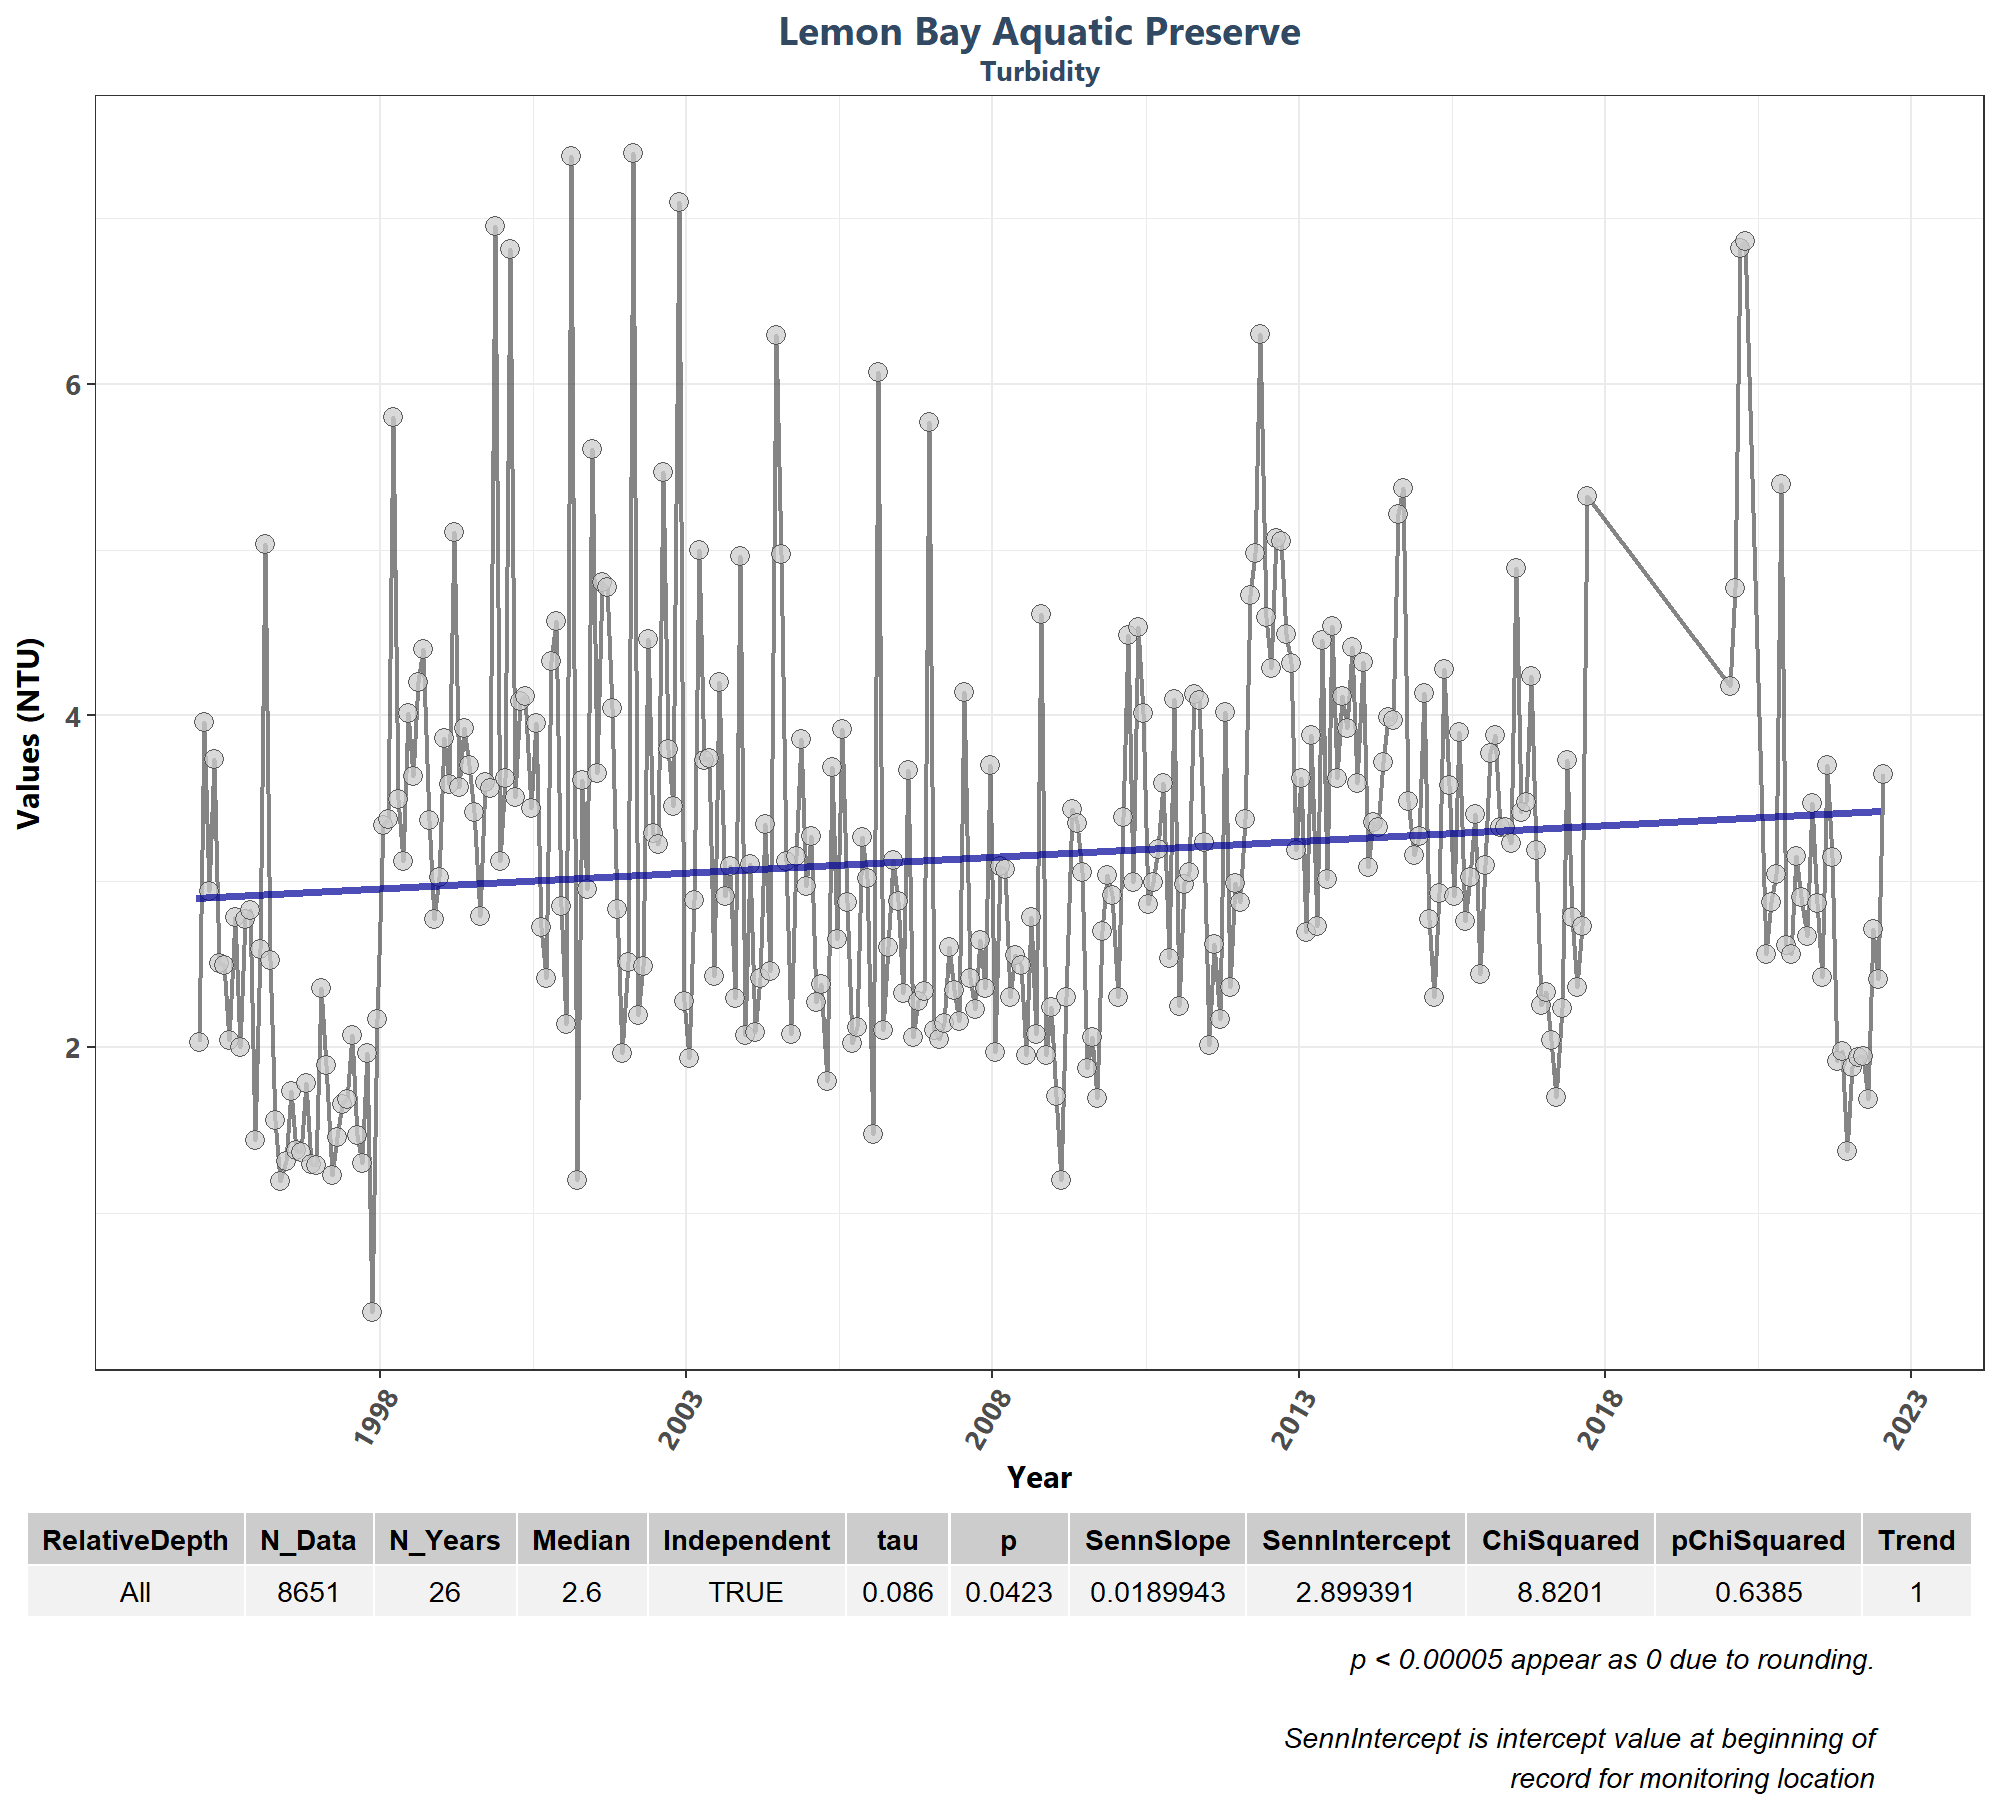 Lemon Bay Aquatic Preserve
Turbidity
Values (NTU)
6
4
2
1998 2003 2008 2013 2018 2023
Year
RelativeDepth N_Data N_Years Median Independent tau p SennSlope SennIntercept ChiSquared pChiSquared Trend
All 8651 26 2.6 TRUE 0.086 0.0423 0.0189943 2.899391 8.8201 0.6385 1
p < 0.00005 appear as 0 due to rounding.
SennIntercept is intercept value at beginning of
record for monitoring location